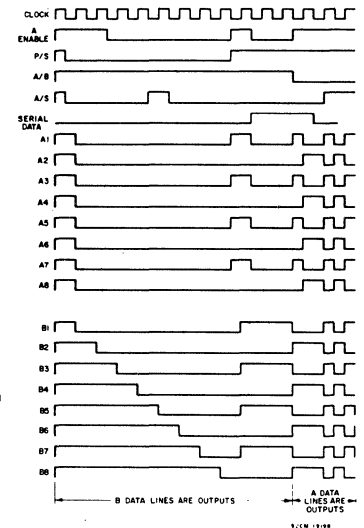 CLOCK
A
ENABLE
P/S
A/B
A/S
SERIAL
DATA
A1
A2
A3
A4
A5
A6
A7
A8
B1
B2
B3
B4
B5
B6
B7
B8
B DATA LINES ARE OUTPUTS
A DATA
LINES ARE
OUTPUTS